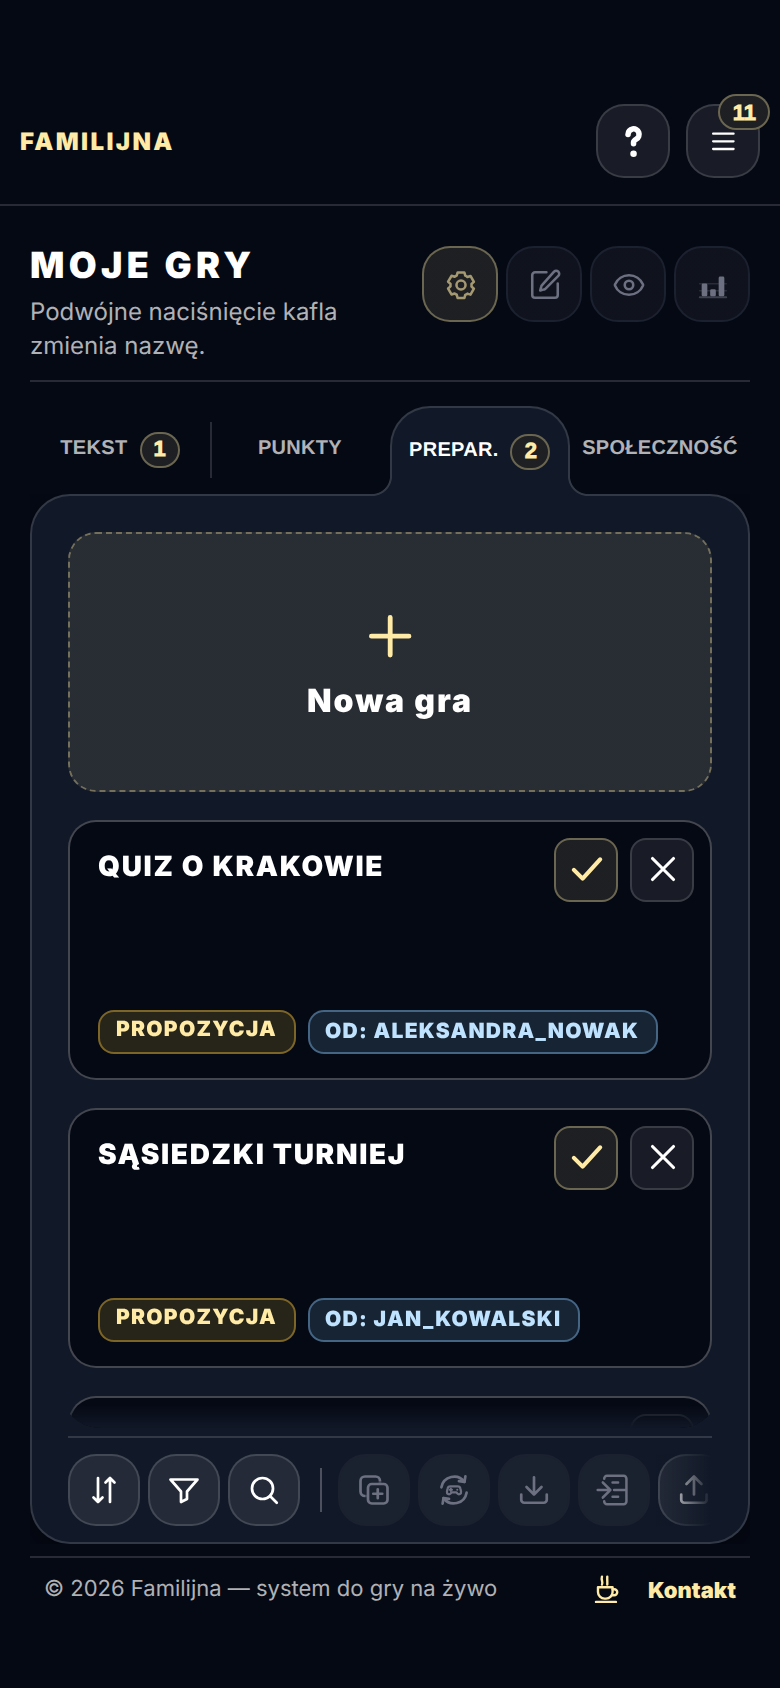 FAMILIJNA
?
11
MOJE GRY
Podwójne naciśnięcie kafla
zmienia nazwę.
TEKST 1
PUNKTY
PREPAR. 2
SPOŁECZNOŚĆ
Nowa gra
QUIZ O KRAKOWIE
PROPOZYCJA
OD: ALEKSANDRA_NOWAK
SĄSIEDZKI TURNIEJ
PROPOZYCJA
OD: JAN_KOWALSKI
© 2026 Familijna — system do gry na żywo
Kontakt